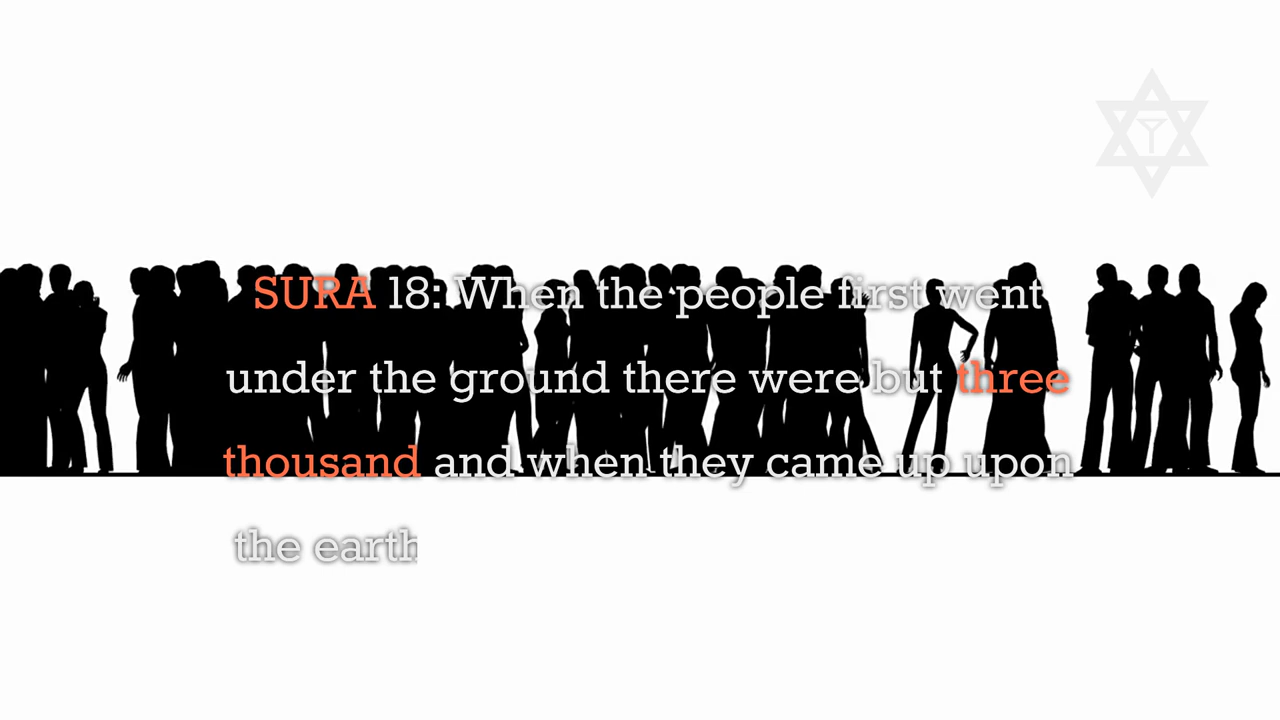 SURA 18: When the people first went
under the ground there were but three
thousand and when they came up upon
the earth